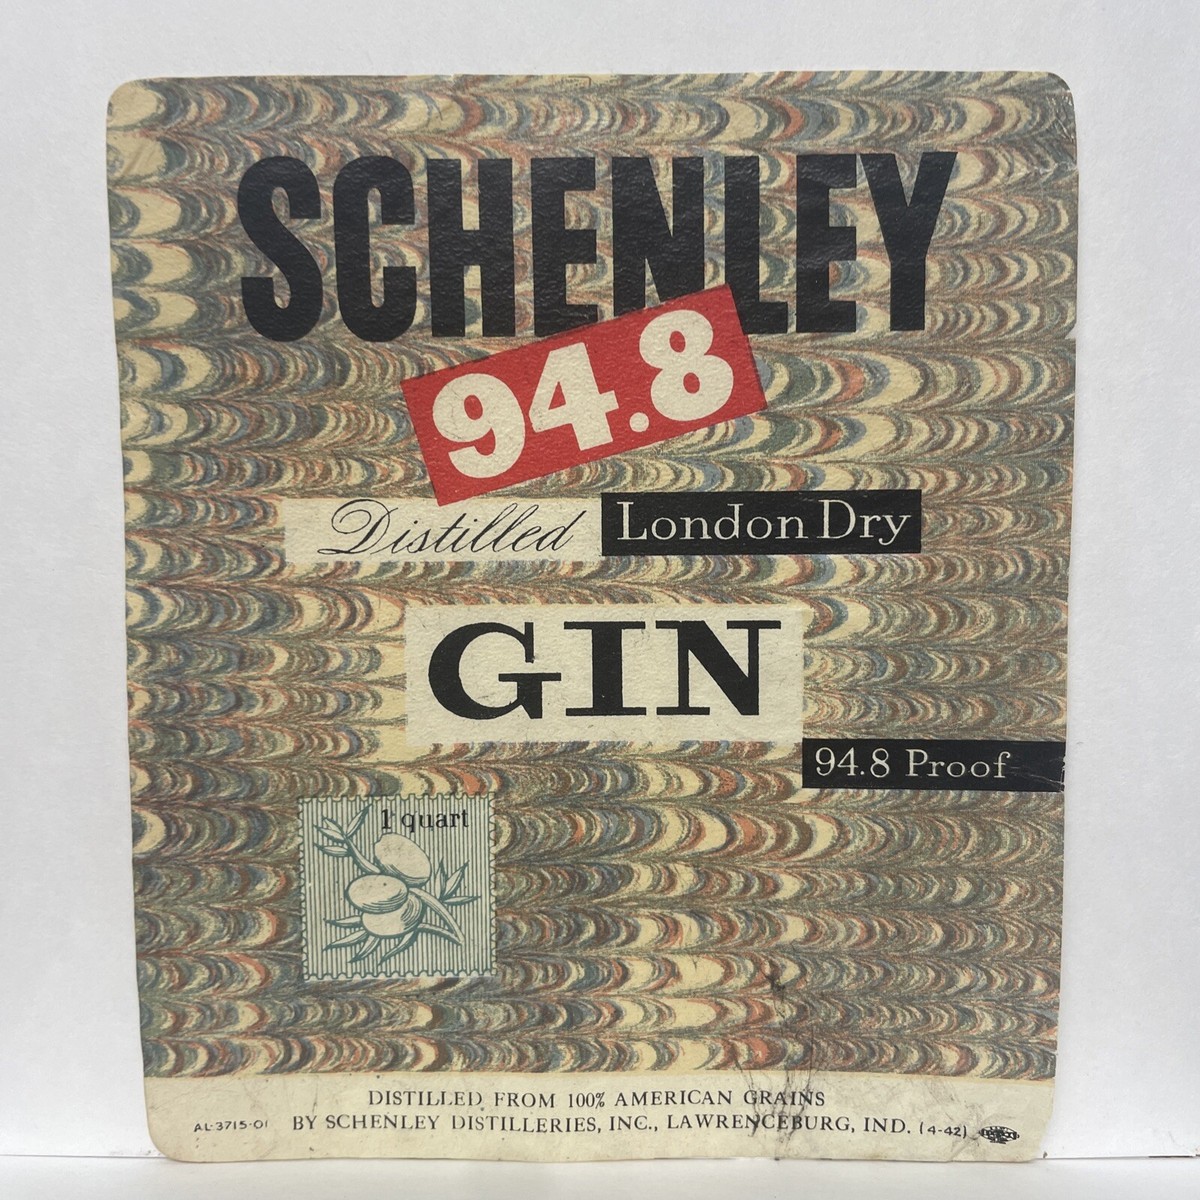 SCHENLEY
94.8
Distilled London Dry
GIN
94.8 Proof
1 quart
DISTILLED FROM 100% AMERICAN GRAINS
AL-3715-01 BY SCHENLEY DISTILLERIES, INC., LAWRENCEBURG, IND. (4-42)